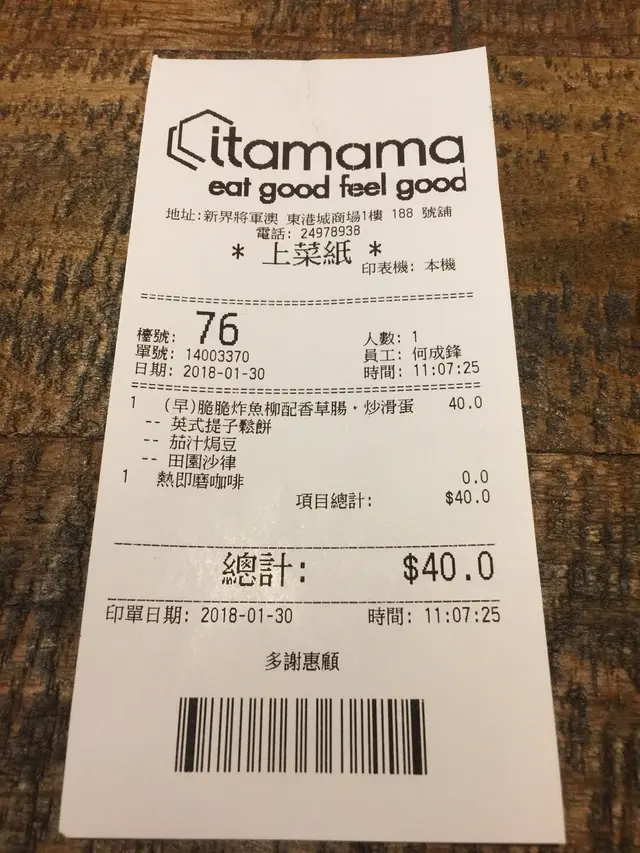 itamama
eat good feel good
地址:新界將軍澳 東港城商場1樓 188 號舖
電話: 24978938
* 上菜紙 *
印表機: 本機
檯號: 76 人數: 1
單號: 14003370 員工: 何成鋒
日期: 2018-01-30 時間: 11:07:25
1 (早)脆脆炸魚柳配香草腸・炒滑蛋 40.0
-- 英式提子鬆餅
-- 茄汁焗豆
-- 田園沙律
1 熱即磨咖啡 0.0
項目總計: $40.0
總計: $40.0
印單日期: 2018-01-30 時間: 11:07:25
多謝惠顧